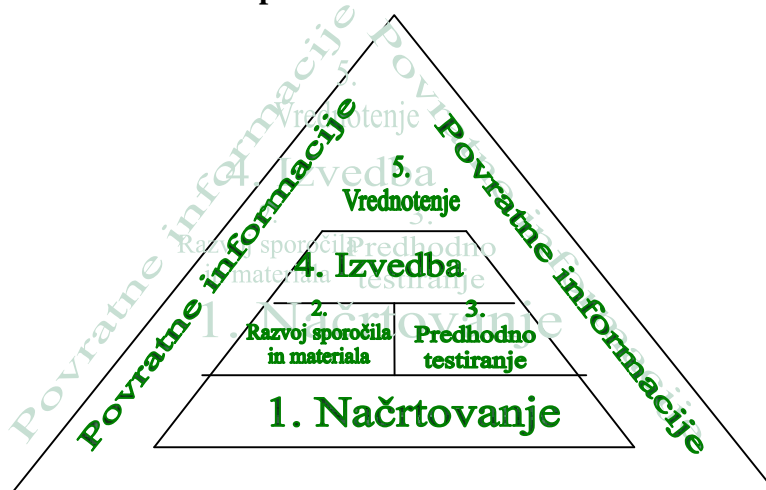 5.
Vrednotenje
4. Izvedba
2.
Razvoj sporočila
in materiala
3.
Predhodno
testiranje
1. Načrtovanje
Povratne informacije
Povratne informacije